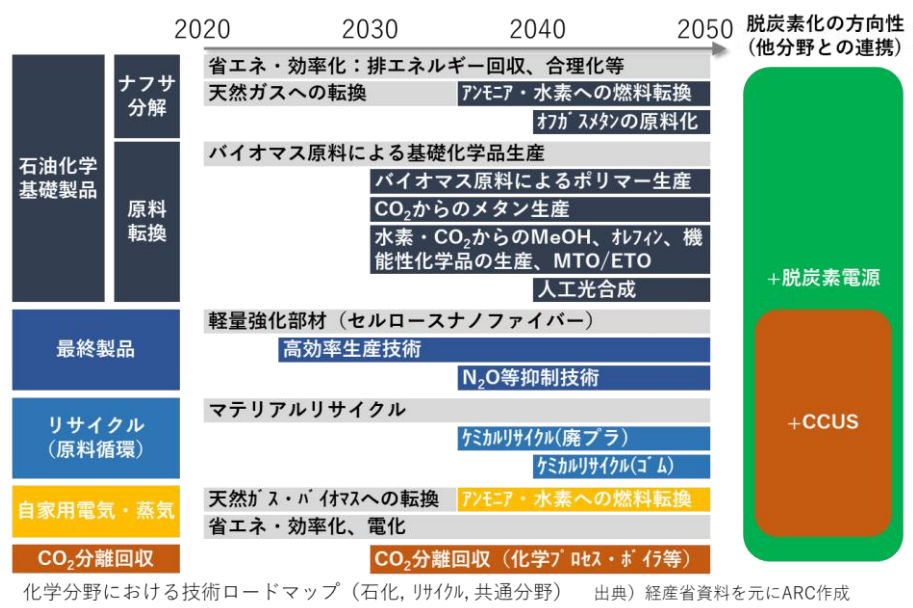 2020 2030 2040 2050
脱炭素化の方向性
(他分野との連携)
石油化学
基礎製品
ナフサ
分解
省エネ・効率化：排エネルギー回収、合理化等
天然ガスへの転換
ｱﾝﾓﾆｱ・水素への燃料転換
ｵﾌｶﾞｽﾒﾀﾝの原料化
原料
転換
バイオマス原料による基礎化学品生産
バイオマス原料によるポリマー生産
CO₂からのメタン生産
水素・CO₂からのMeOH、ｵﾚﾌｨﾝ、機
能性化学品の生産、MTO/ETO
人工光合成
最終製品
軽量強化部材（セルロースナノファイバー）
高効率生産技術
N₂O等抑制技術
リサイクル
(原料循環)
マテリアルリサイクル
ｹﾐｶﾙﾘｻｲｸﾙ(廃プラ)
ｹﾐｶﾙﾘｻｲｸﾙ(ｺﾞﾑ)
自家用電気・蒸気
天然ｶﾞｽ・ﾊﾞｲｵﾏｽへの転換
ｱﾝﾓﾆｱ・水素への燃料転換
省エネ・効率化、電化
CO₂分離回収
CO₂分離回収（化学ﾌﾟﾛｾｽ・ﾎﾞｲﾗ等）
+脱炭素電源
+CCUS
化学分野における技術ロードマップ（石化, ﾘｻｲｸﾙ, 共通分野） 出典）経産省資料を元にARC作成